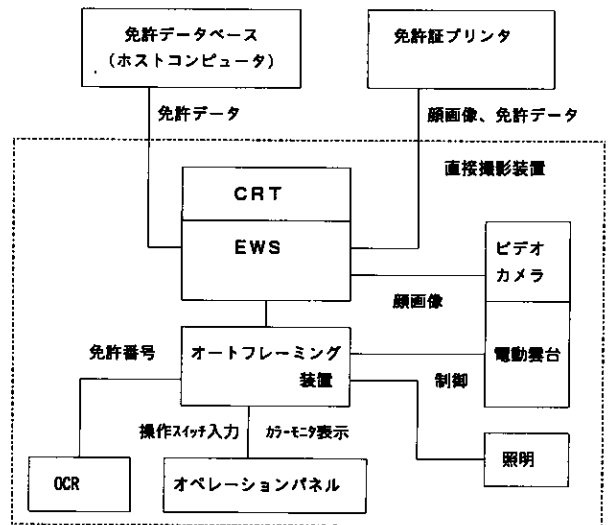 免許データベース
(ホストコンピュータ)
免許証プリンタ
免許データ
顔画像、免許データ
直接撮影装置
CRT
EWS
ビデオ
カメラ
顔画像
免許番号
オートフレーミング
装置
電動雲台
制御
操作スイッチ入力
カラーモニタ表示
照明
OCR
オペレーションパネル